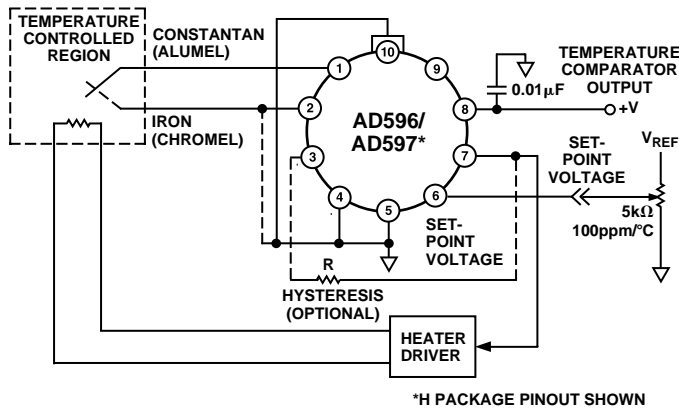 TEMPERATURE
CONTROLLED
REGION
CONSTANTAN
(ALUMEL)
IRON
(CHROMEL)
10
1
9
2
8
3
7
4
6
5
AD596/
AD597*
0.01µF
TEMPERATURE
COMPARATOR
OUTPUT
+V
SET-
POINT
VOLTAGE
VREF
5kΩ
100ppm/°C
SET-
POINT
VOLTAGE
R
HYSTERESIS
(OPTIONAL)
HEATER
DRIVER
*H PACKAGE PINOUT SHOWN